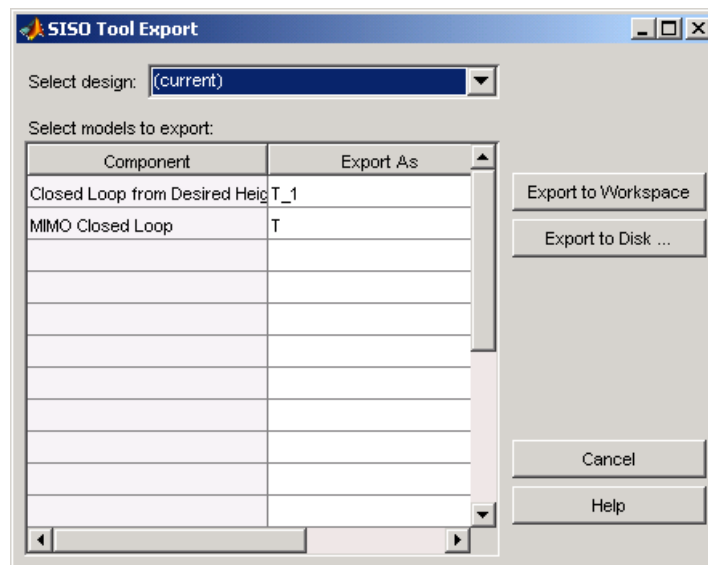 SISO Tool Export
Select design: (current)
Select models to export:
Component Export As
Closed Loop from Desired Heig T_1
MIMO Closed Loop T
Export to Workspace
Export to Disk ...
Cancel
Help